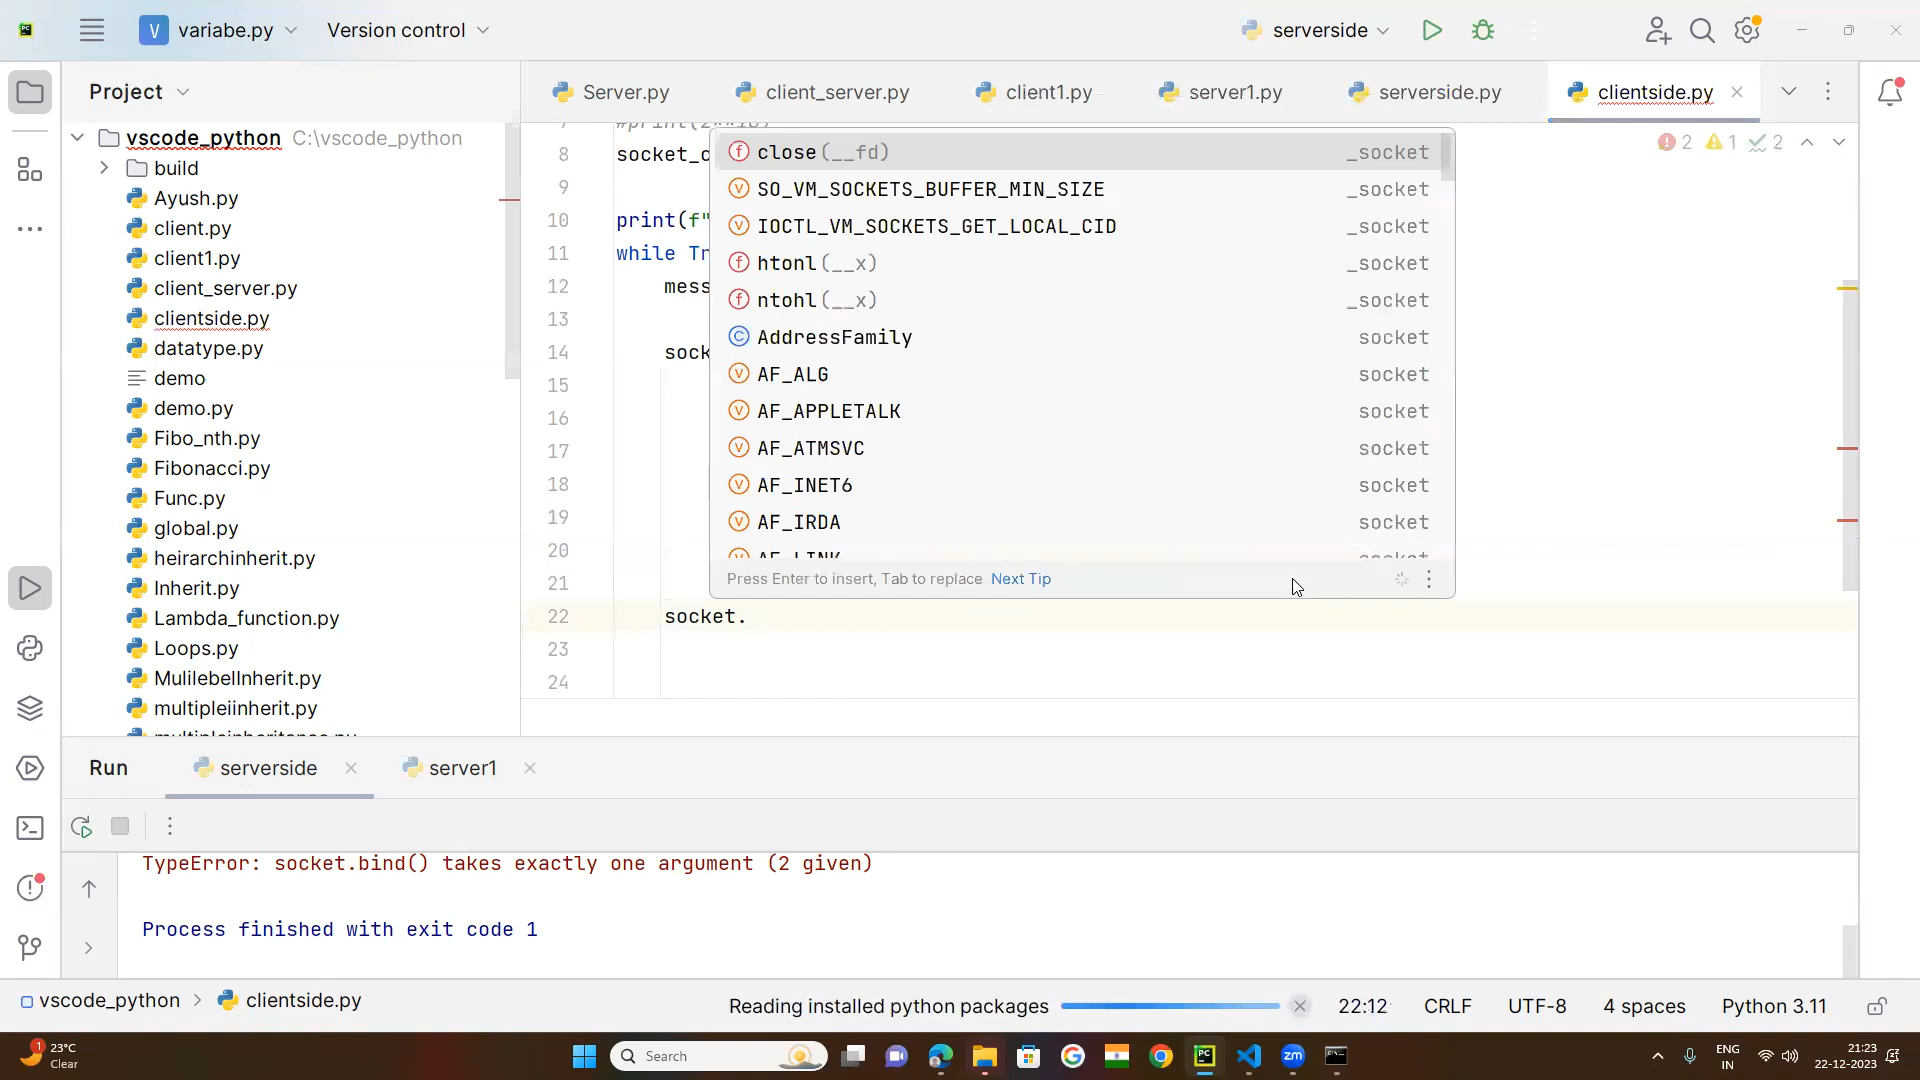 PC
V variabe.py Version control serverside
Project
Server.py client_server.py client1.py server1.py serverside.py clientside.py
vscode_python C:\vscode_python
build
Ayush.py
client.py
client1.py
client_server.py
clientside.py
datatype.py
demo
demo.py
Fibo_nth.py
Fibonacci.py
Func.py
global.py
heirarchinherit.py
Inherit.py
Lambda_function.py
Loops.py
MulilebelInherit.py
multipleiinherit.py
2 1 2
8 socket_o
9
10 print(f"
11 while Tr
12 mess
13
14 sock
15
16
17
18
19
20
21
22 socket.
23
24
close(__fd) _socket
SO_VM_SOCKETS_BUFFER_MIN_SIZE _socket
IOCTL_VM_SOCKETS_GET_LOCAL_CID _socket
htonl(__x) _socket
ntohl(__x) _socket
AddressFamily socket
AF_ALG socket
AF_APPLETALK socket
AF_ATMSVC socket
AF_INET6 socket
AF_IRDA socket
AF_LINK socket
Press Enter to insert, Tab to replace Next Tip
Run serverside server1
TypeError: socket.bind() takes exactly one argument (2 given)
Process finished with exit code 1
vscode_python > clientside.py Reading installed python packages 22:12 CRLF UTF-8 4 spaces Python 3.11
1 23°C
Clear
Search
zm
ENG
IN
21:23
22-12-2023